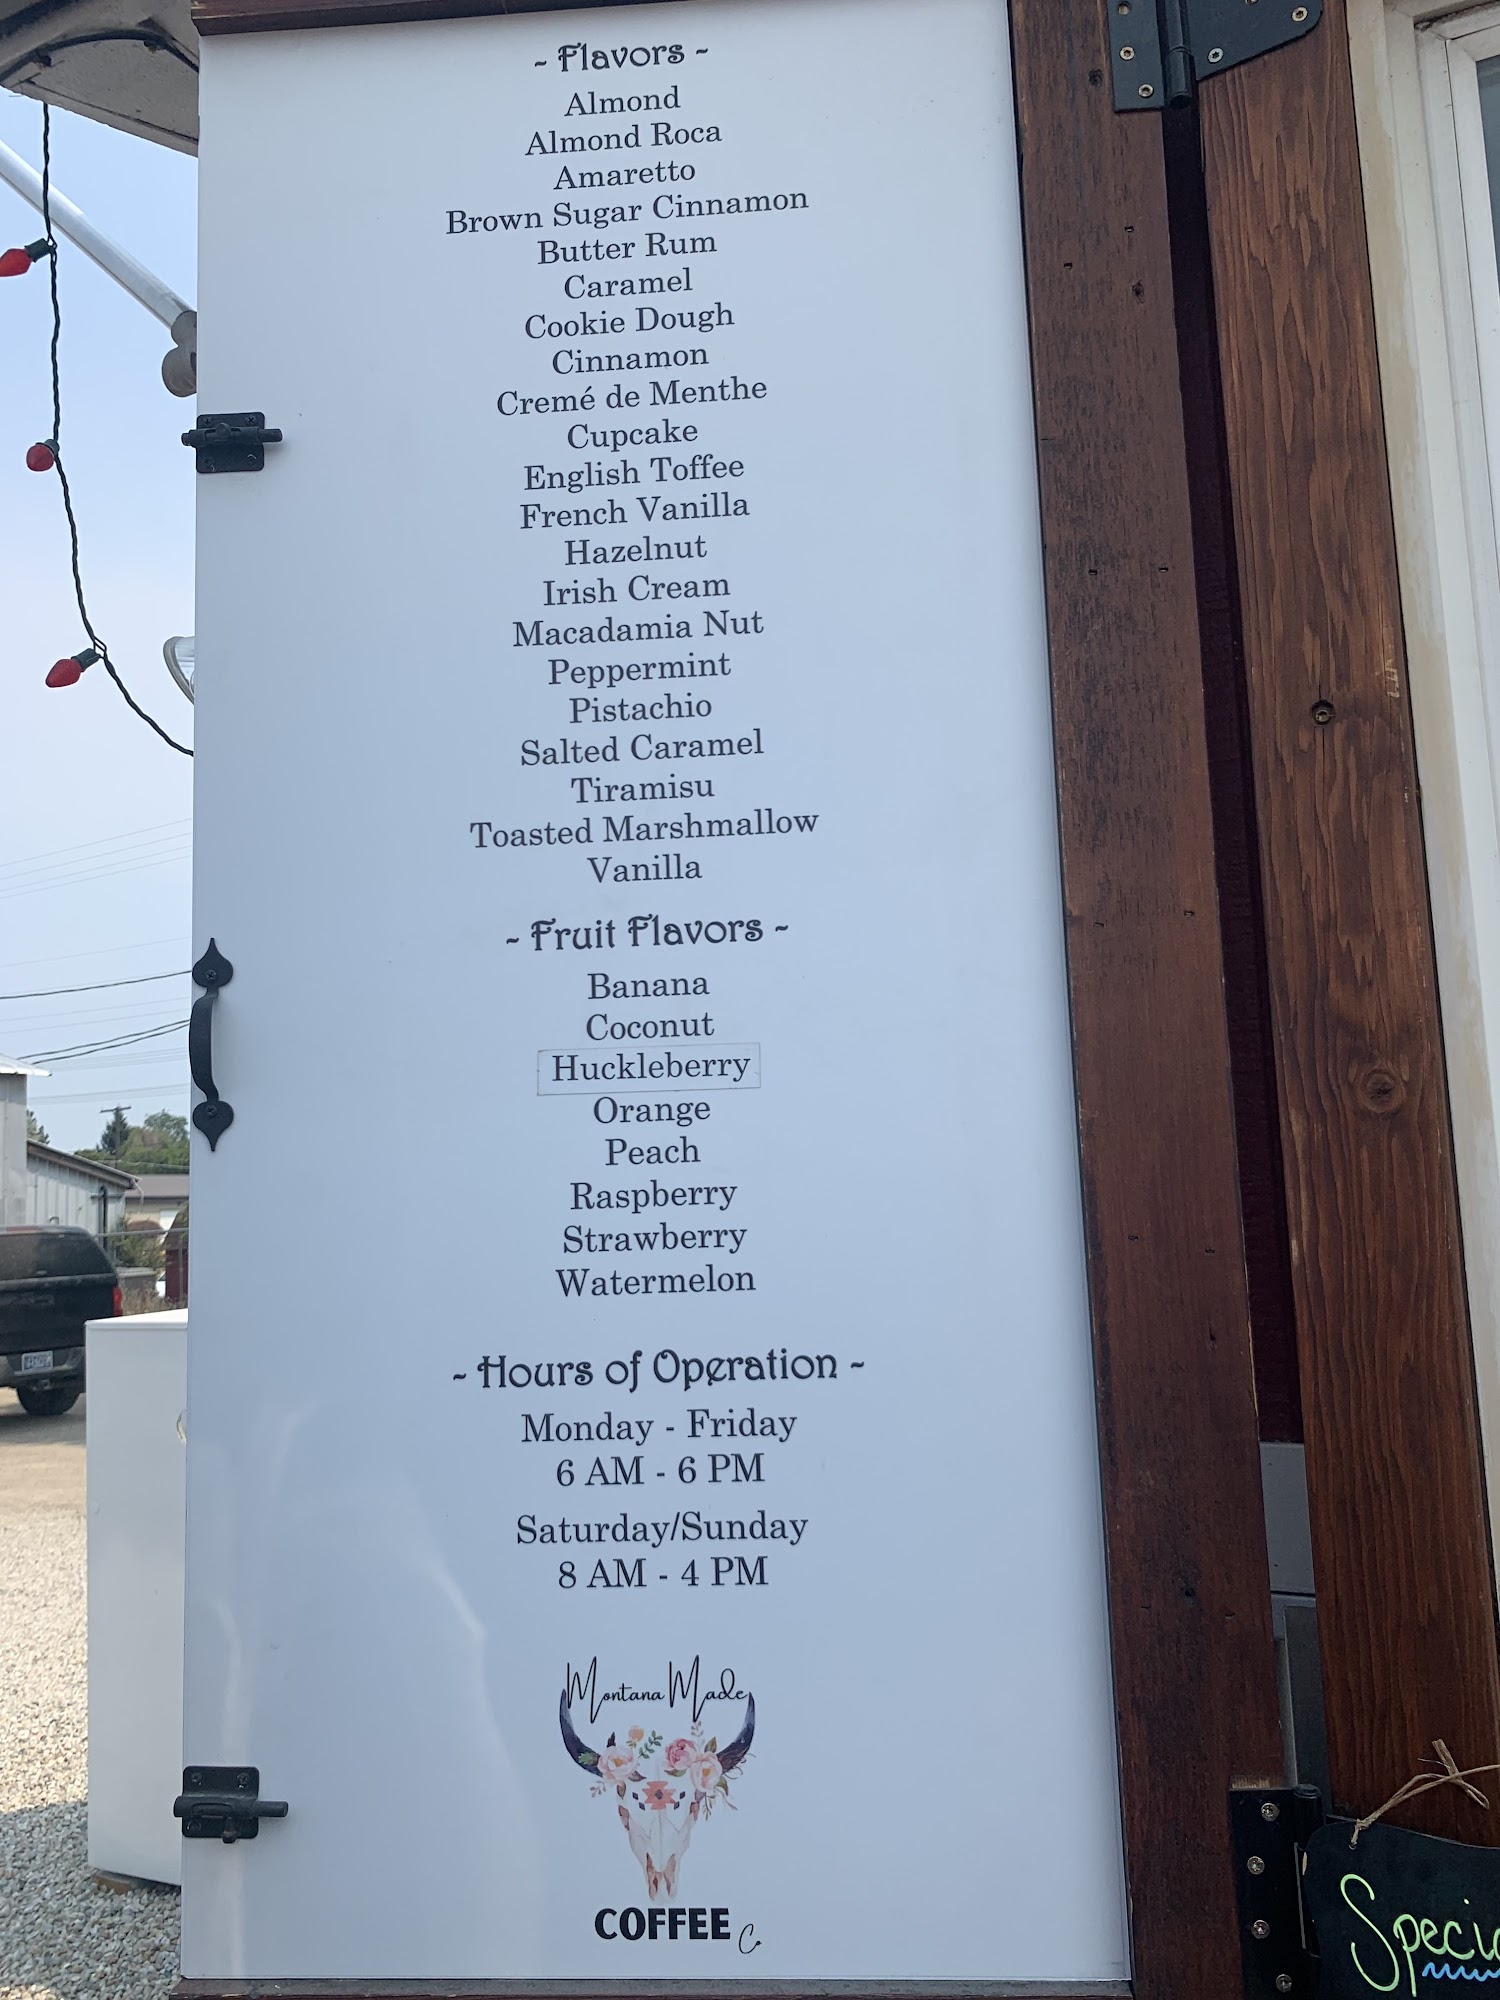 ~ Flavors ~
Almond
Almond Roca
Amaretto
Brown Sugar Cinnamon
Butter Rum
Caramel
Cookie Dough
Cinnamon
Cremé de Menthe
Cupcake
English Toffee
French Vanilla
Hazelnut
Irish Cream
Macadamia Nut
Peppermint
Pistachio
Salted Caramel
Tiramisu
Toasted Marshmallow
Vanilla
~ Fruit Flavors ~
Banana
Coconut
Huckleberry
Orange
Peach
Raspberry
Strawberry
Watermelon
~ Hours of Operation ~
Monday - Friday
6 AM - 6 PM
Saturday/Sunday
8 AM - 4 PM
Montana Made
COFFEE Co.